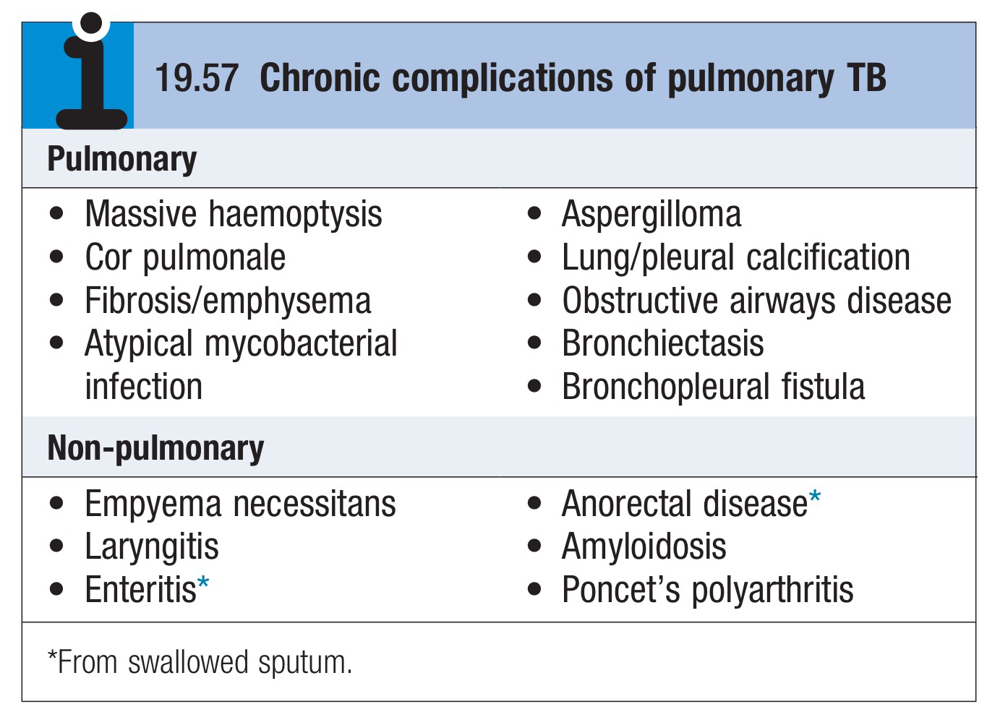 19.57 Chronic complications of pulmonary TB
Pulmonary
• Massive haemoptysis
• Cor pulmonale
• Fibrosis/emphysema
• Atypical mycobacterial
infection
• Aspergilloma
• Lung/pleural calcification
• Obstructive airways disease
• Bronchiectasis
• Bronchopleural fistula
Non-pulmonary
• Empyema necessitans
• Laryngitis
• Enteritis*
• Anorectal disease*
• Amyloidosis
• Poncet’s polyarthritis
*From swallowed sputum.